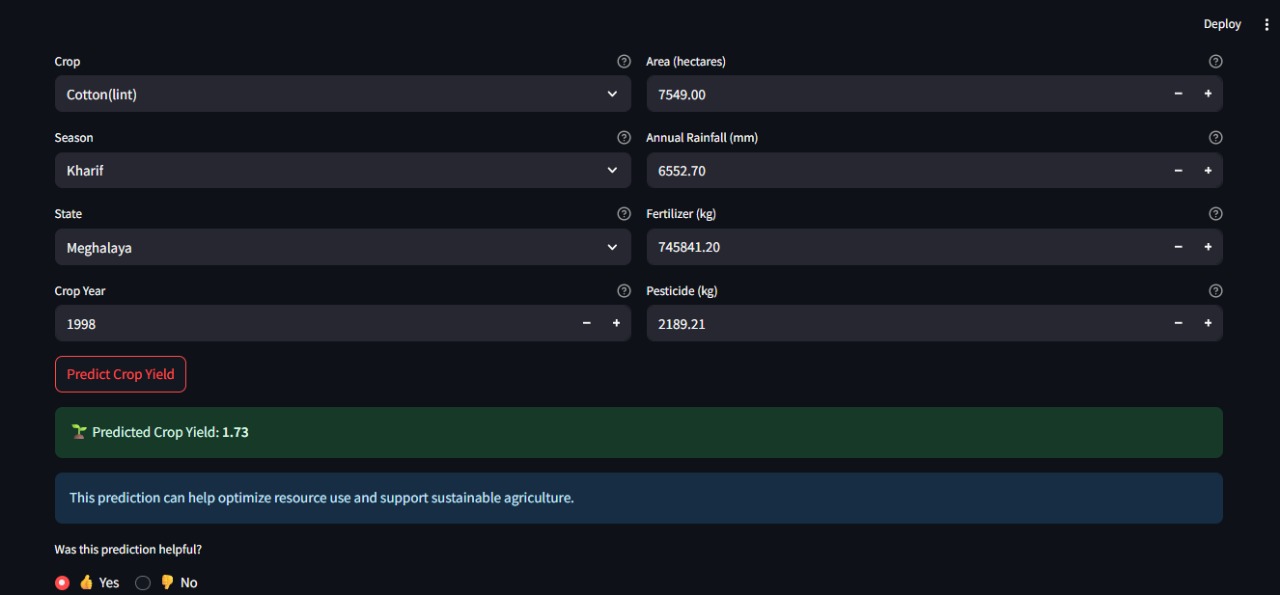 Deploy
Crop
Area (hectares)
Cotton(lint)
7549.00
Season
Annual Rainfall (mm)
Kharif
6552.70
State
Fertilizer (kg)
Meghalaya
745841.20
Crop Year
Pesticide (kg)
1998
2189.21
Predict Crop Yield
🌱 Predicted Crop Yield: 1.73
This prediction can help optimize resource use and support sustainable agriculture.
Was this prediction helpful?
👍 Yes 👎 No